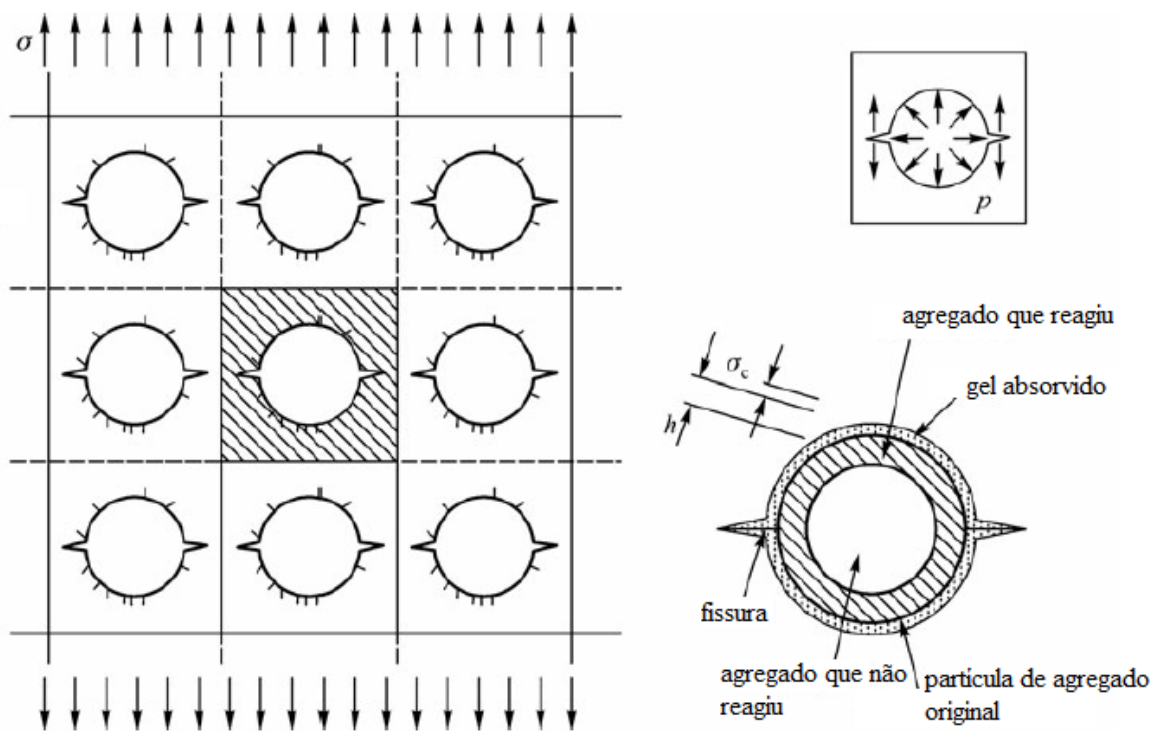 σ
p
agregado que reagiu
σc
gel absorvido
h
fissura
agregado que não
reagiu
partícula de agregado
original